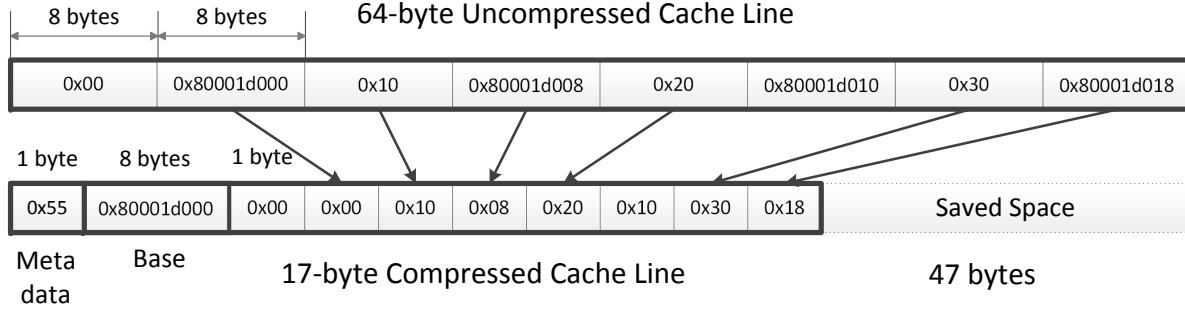 64-byte Uncompressed Cache Line
8 bytes 8 bytes
0x00 0x80001d000 0x10 0x80001d008 0x20 0x80001d010 0x30 0x80001d018
1 byte 8 bytes 1 byte
0x55 0x80001d000 0x00 0x00 0x10 0x08 0x20 0x10 0x30 0x18 Saved Space
Meta data
Base
17-byte Compressed Cache Line
47 bytes